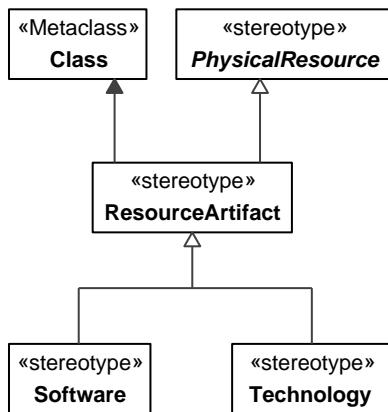 «Metaclass»
Class
«stereotype»
PhysicalResource
«stereotype»
ResourceArtifact
«stereotype»
Software
«stereotype»
Technology